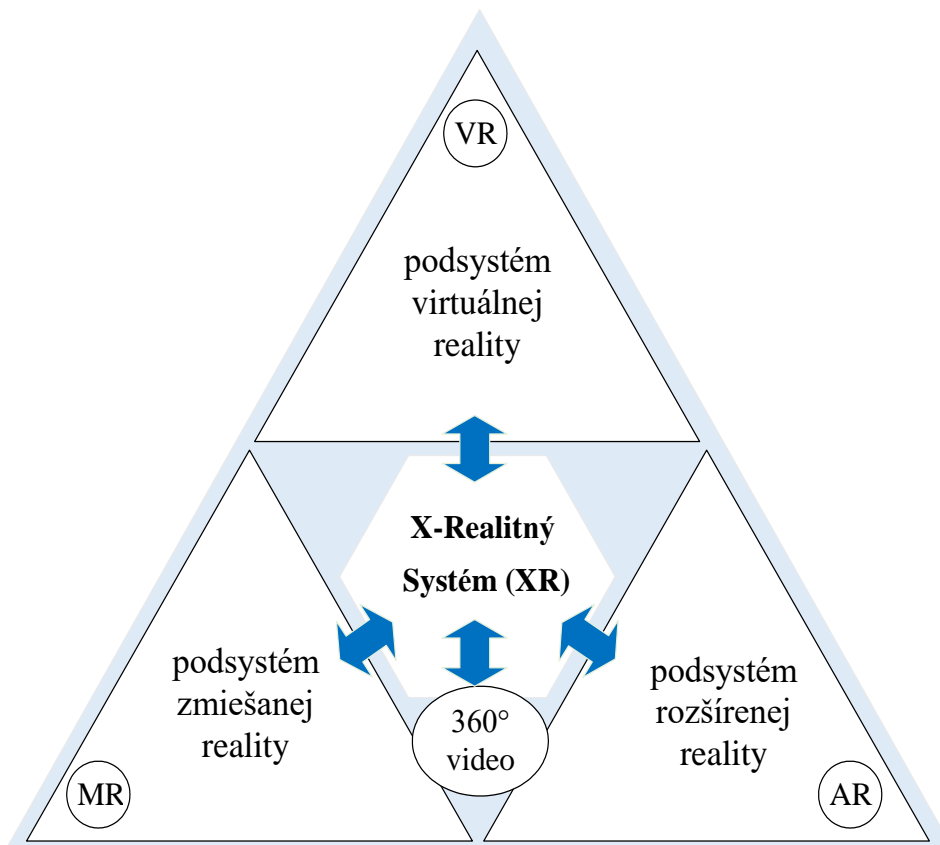 VR
podsystém
virtuálnej
reality
X-Realitný
Systém (XR)
podsystém
zmiešanej
reality
MR
360°
video
podsystém
rozšírenej
reality
AR